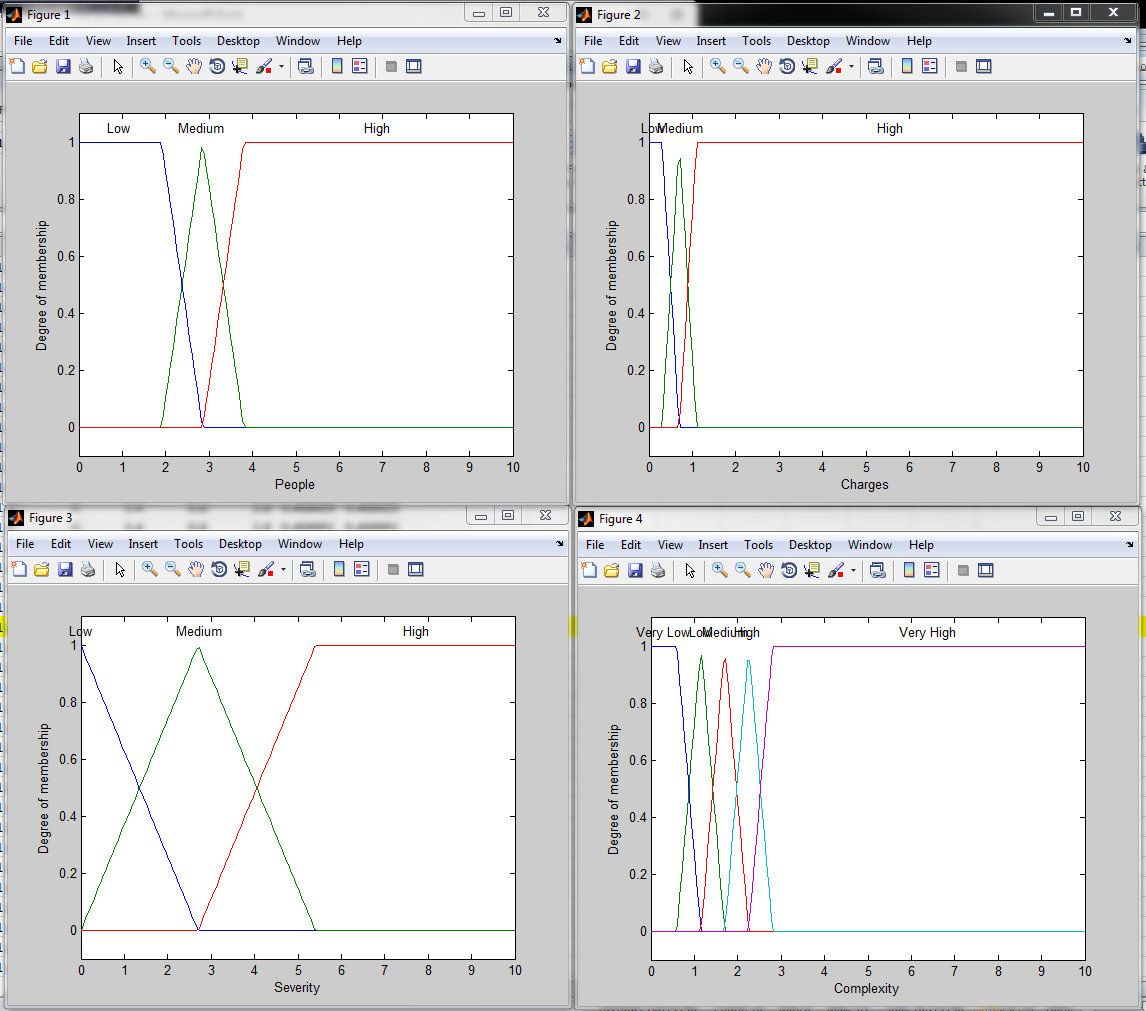 Figure 1
File Edit View Insert Tools Desktop Window Help
Low Medium High
1
0.8
0.6
0.4
0.2
0
Degree of membership
0 1 2 3 4 5 6 7 8 9 10
People
Figure 2
File Edit View Insert Tools Desktop Window Help
Low Medium High
1
0.8
0.6
0.4
0.2
0
Degree of membership
0 1 2 3 4 5 6 7 8 9 10
Charges
Figure 3
File Edit View Insert Tools Desktop Window Help
Low Medium High
1
0.8
0.6
0.4
0.2
0
Degree of membership
0 1 2 3 4 5 6 7 8 9 10
Severity
Figure 4
File Edit View Insert Tools Desktop Window Help
Very Low Low Medium High Very High
1
0.8
0.6
0.4
0.2
0
Degree of membership
0 1 2 3 4 5 6 7 8 9 10
Complexity